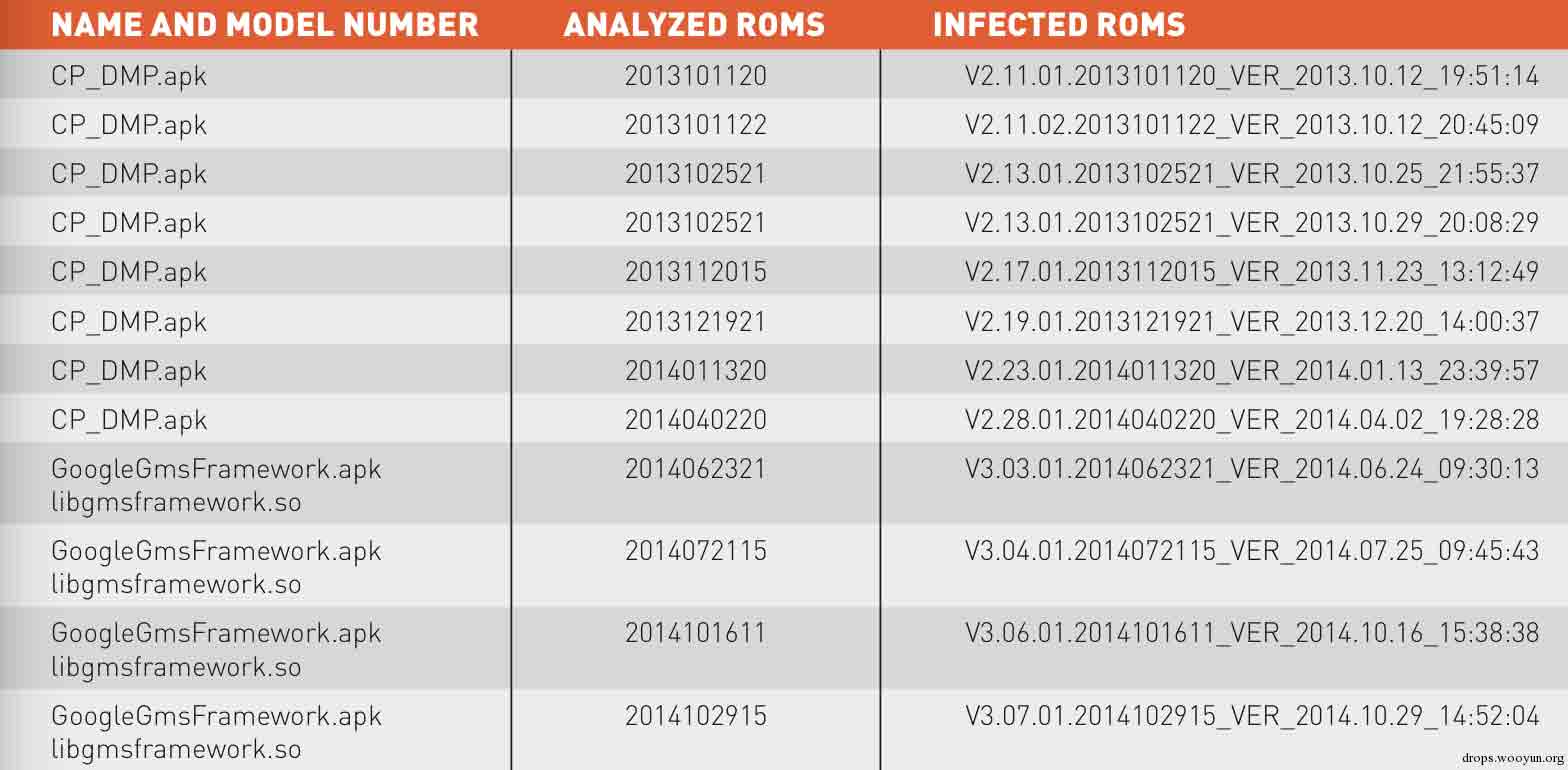 NAME AND MODEL NUMBER ANALYZED ROMS INFECTED ROMS
CP_DMP.apk 2013101120 V2.11.01.2013101120_VER_2013.10.12_19:51:14
CP_DMP.apk 2013101122 V2.11.02.2013101122_VER_2013.10.12_20:45:09
CP_DMP.apk 2013102521 V2.13.01.2013102521_VER_2013.10.25_21:55:37
CP_DMP.apk 2013102521 V2.13.01.2013102521_VER_2013.10.29_20:08:29
CP_DMP.apk 2013112015 V2.17.01.2013112015_VER_2013.11.23_13:12:49
CP_DMP.apk 2013121921 V2.19.01.2013121921_VER_2013.12.20_14:00:37
CP_DMP.apk 2014011320 V2.23.01.2014011320_VER_2014.01.13_23:39:57
CP_DMP.apk 2014040220 V2.28.01.2014040220_VER_2014.04.02_19:28:28
GoogleGmsFramework.apk 2014062321 V3.03.01.2014062321_VER_2014.06.24_09:30:13
libgmsframework.so
GoogleGmsFramework.apk 2014072115 V3.04.01.2014072115_VER_2014.07.25_09:45:43
libgmsframework.so
GoogleGmsFramework.apk 2014101611 V3.06.01.2014101611_VER_2014.10.16_15:38:38
libgmsframework.so
GoogleGmsFramework.apk 2014102915 V3.07.01.2014102915_VER_2014.10.29_14:52:04
libgmsframework.so
drops.wooyun.org